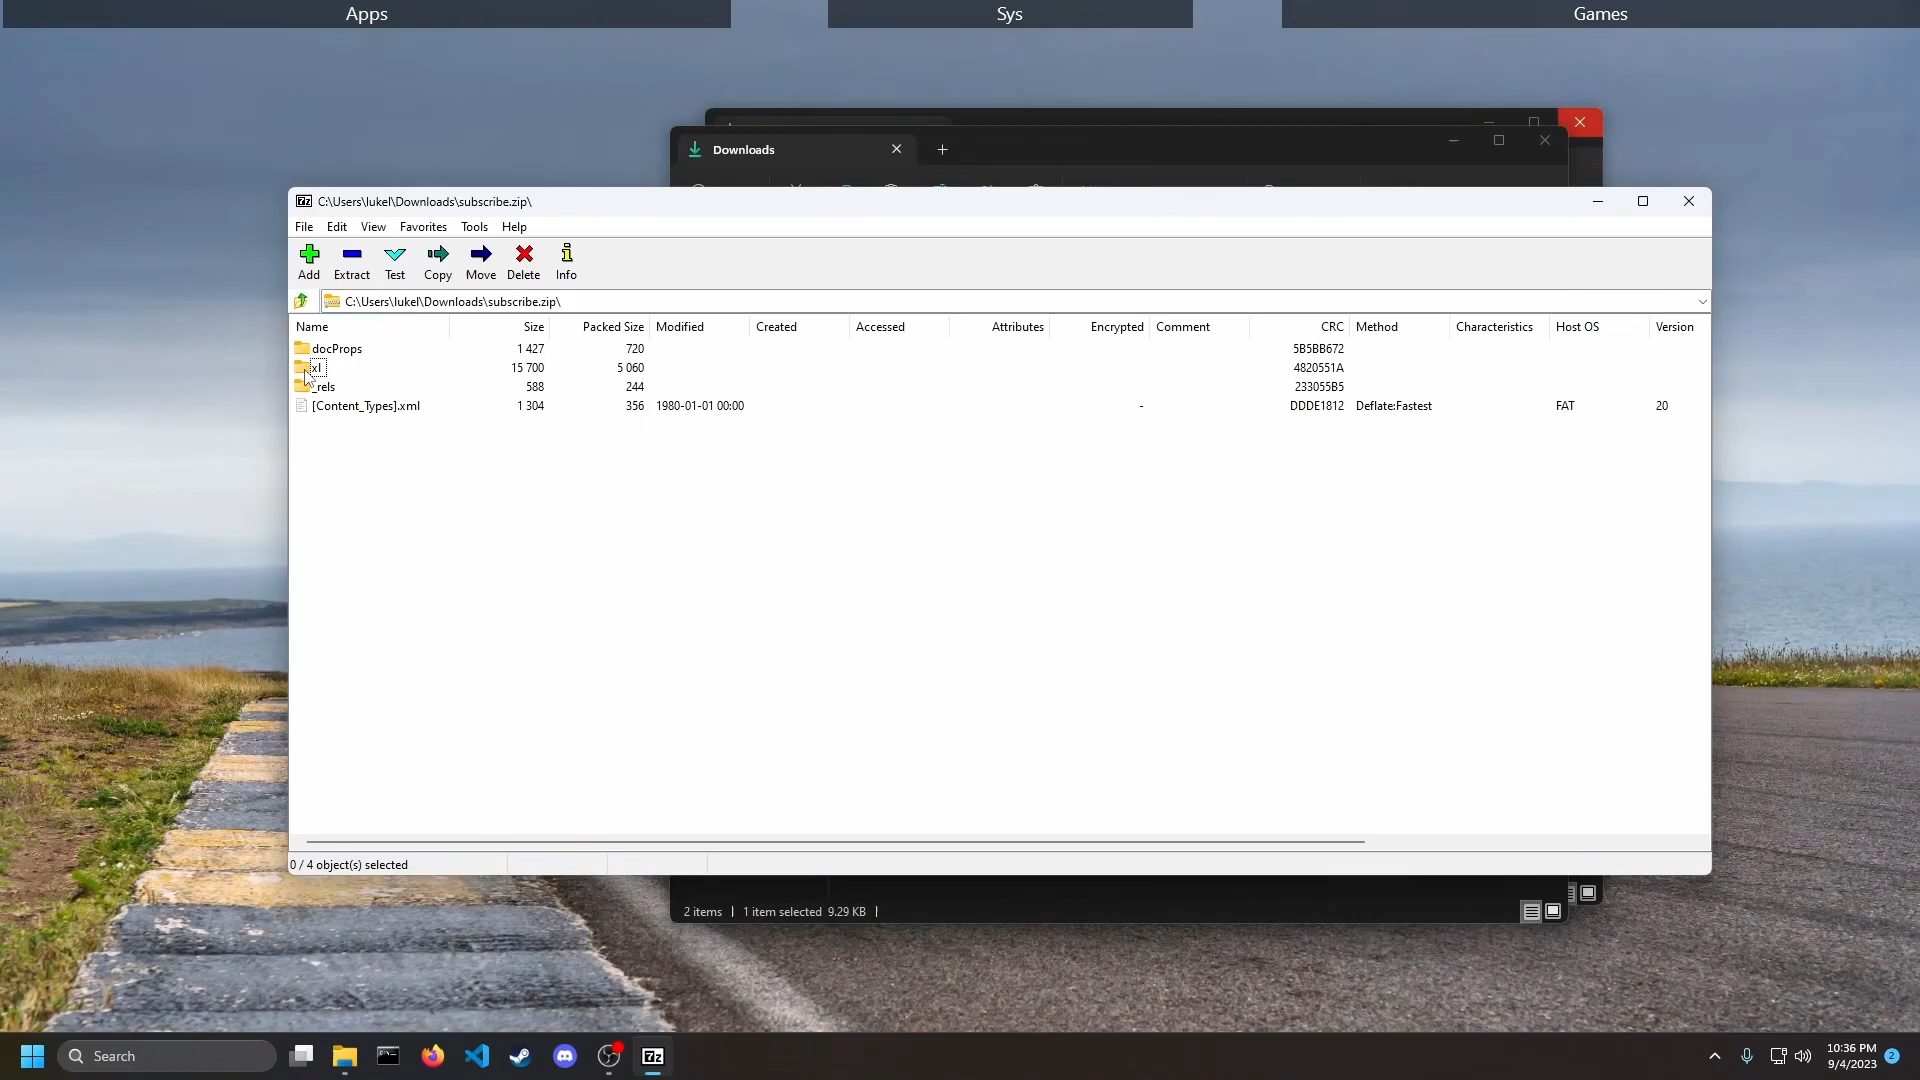 Apps Sys Games
Downloads
C:\Users\lukel\Downloads\subscribe.zip\
File Edit View Favorites Tools Help
Add Extract Test Copy Move Delete Info
C:\Users\lukel\Downloads\subscribe.zip\
Name Size Packed Size Modified Created Accessed Attributes Encrypted Comment CRC Method Characteristics Host OS Version
docProps 1 427 720 5B5BB672
xl 15 700 5 060 4820551A
_rels 588 244 233055B5
[Content_Types].xml 1 304 356 1980-01-01 00:00 - DDDE1812 Deflate:Fastest FAT 20
0 / 4 object(s) selected
2 items | 1 item selected 9.29 KB |
Search 7z 10:36 PM
9/4/2023 2